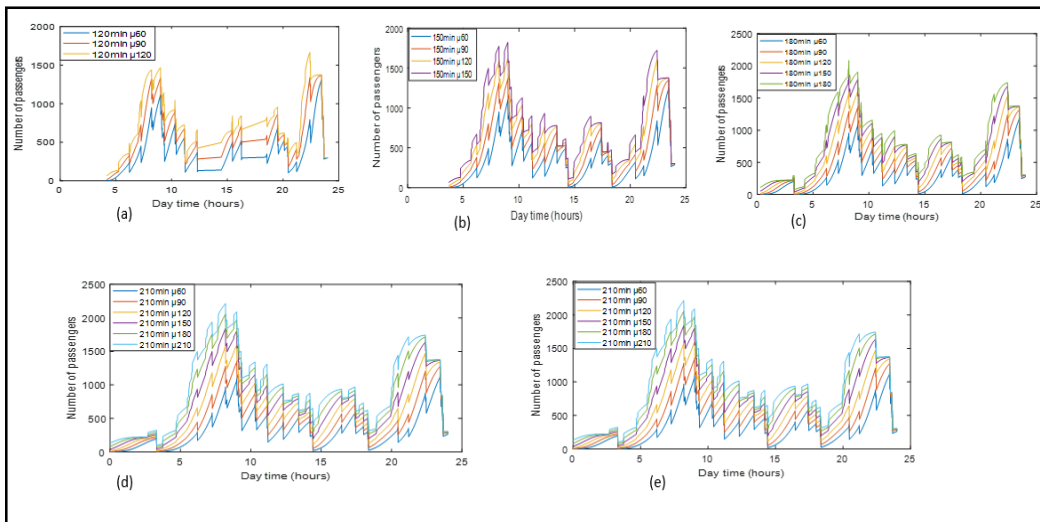 2000
1500
1000
500
0
Number of passengers
120min µ60
120min µ90
120min µ120
0 5 10 15 20 25
Day time (hours)
(a)
2000
1500
1000
500
0
Number of passengers
150min µ60
150min µ90
150min µ120
150min µ150
0 5 10 15 20 25
Day time (hours)
(b)
2500
2000
1500
1000
500
0
Number of passengers
180min µ60
180min µ90
180min µ120
180min µ180
180min µ180
0 5 10 15 20 25
Day time (hours)
(c)
2500
2000
1500
1000
500
0
Number of passengers
210min µ60
210min µ90
210min µ120
210min µ150
210min µ180
210min µ210
0 5 10 15 20 25
Day time (hours)
(d)
2500
2000
1500
1000
500
0
Number of passengers
210min µ60
210min µ90
210min µ120
210min µ150
210min µ180
210min µ210
0 5 10 15 20 25
Day time (hours)
(e)